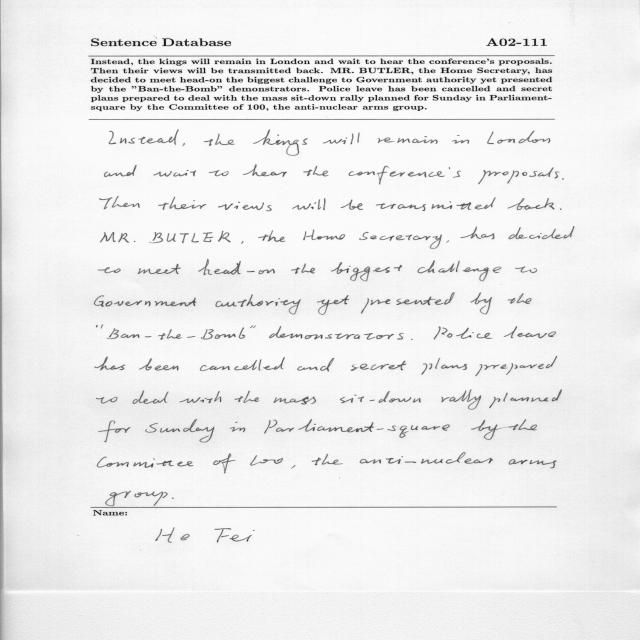 Sentence Database A02-111
Instead, the kings will remain in London and wait to hear the conference's proposals.
Then their views will be transmitted back. MR. BUTLER, the Home Secretary, has
decided to meet head-on the biggest challenge to Government authority yet presented
by the "Ban-the-Bomb" demonstrators. Police leave has been cancelled and secret
plans prepared to deal with the mass sit-down rally planned for Sunday in Parliament-
square by the Committee of 100, the anti-nuclear arms group.
Instead, the kings will remain in London
and wait to hear the conference's proposals.
Then their views will be transmitted back.
MR. BUTLER, the Home Secretary, has decided
to meet head-on the biggest challenge to
Government authority yet presented by the
"Ban-the-Bomb" demonstrators. Police leave
has been cancelled and secret plans prepared
to deal with the mass sit-down rally planned
for Sunday in Parliament-square by the
Committee of 100, the anti-nuclear arms
group.
Name:
He Fei